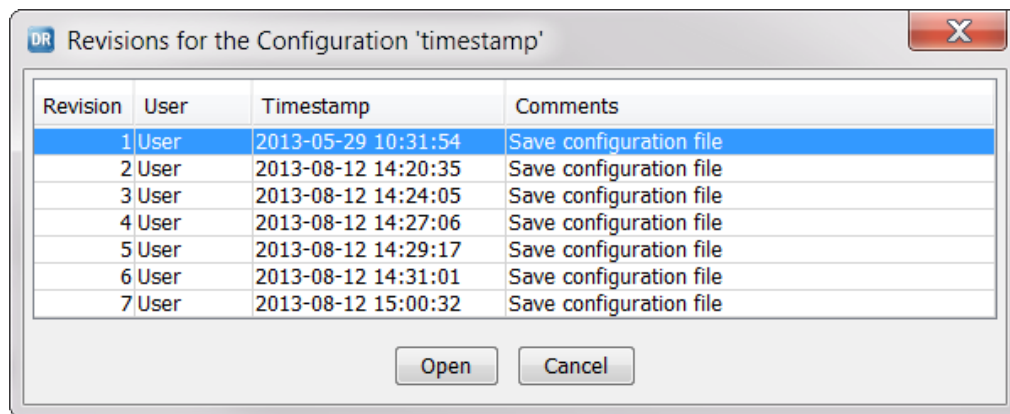 DR Revisions for the Configuration 'timestamp' X
Revision User Timestamp Comments
1 User 2013-05-29 10:31:54 Save configuration file
2 User 2013-08-12 14:20:35 Save configuration file
3 User 2013-08-12 14:24:05 Save configuration file
4 User 2013-08-12 14:27:06 Save configuration file
5 User 2013-08-12 14:29:17 Save configuration file
6 User 2013-08-12 14:31:01 Save configuration file
7 User 2013-08-12 15:00:32 Save configuration file
Open Cancel